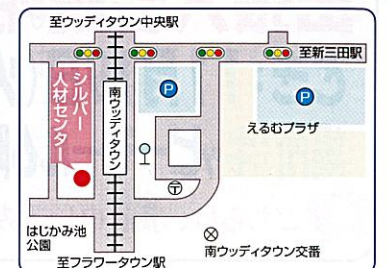 至ウッディタウン中央駅
至新三田駅
P
P
シルバー
人材センター
南ウッディタウン
えるむプラザ
はじかみ池
公園
南ウッディタウン交番
至フラワータウン駅